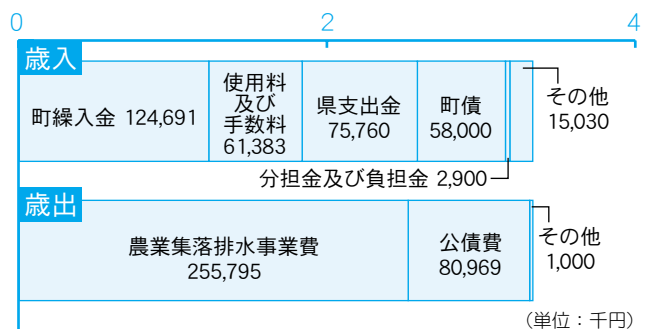 0 2 4
歳入
町繰入金 124,691
使用料
及び
手数料
61,383
県支出金
75,760
町債
58,000
その他
15,030
分担金及び負担金 2,900
歳出
農業集落排水事業費
255,795
公債費
80,969
その他
1,000
(単位：千円)